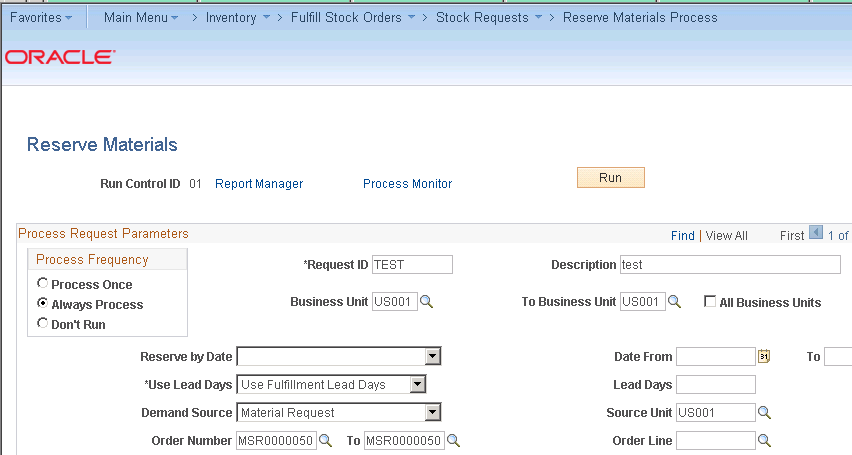 Favorites Main Menu > Inventory > Fulfill Stock Orders > Stock Requests > Reserve Materials Process
ORACLE
Reserve Materials
Run Control ID 01 Report Manager Process Monitor Run
Process Request Parameters Find | View All First 1 of
Process Frequency
*Request ID TEST Description test
Process Once
Business Unit US001 To Business Unit US001 All Business Units
Always Process
Don't Run
Reserve by Date Date From 31 To
*Use Lead Days Use Fulfillment Lead Days Lead Days
Demand Source Material Request Source Unit US001
Order Number MSR0000050 To MSR0000050 Order Line